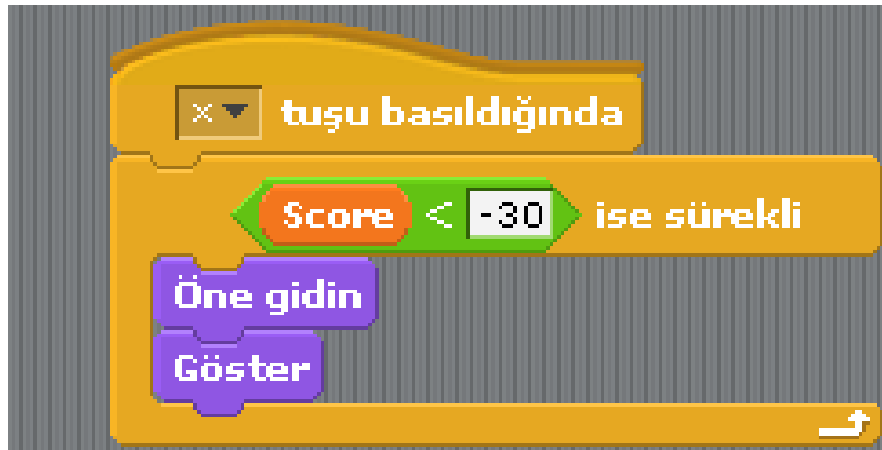 x tuşu basıldığında
Score < -30 ise sürekli
Öne gidin
Göster